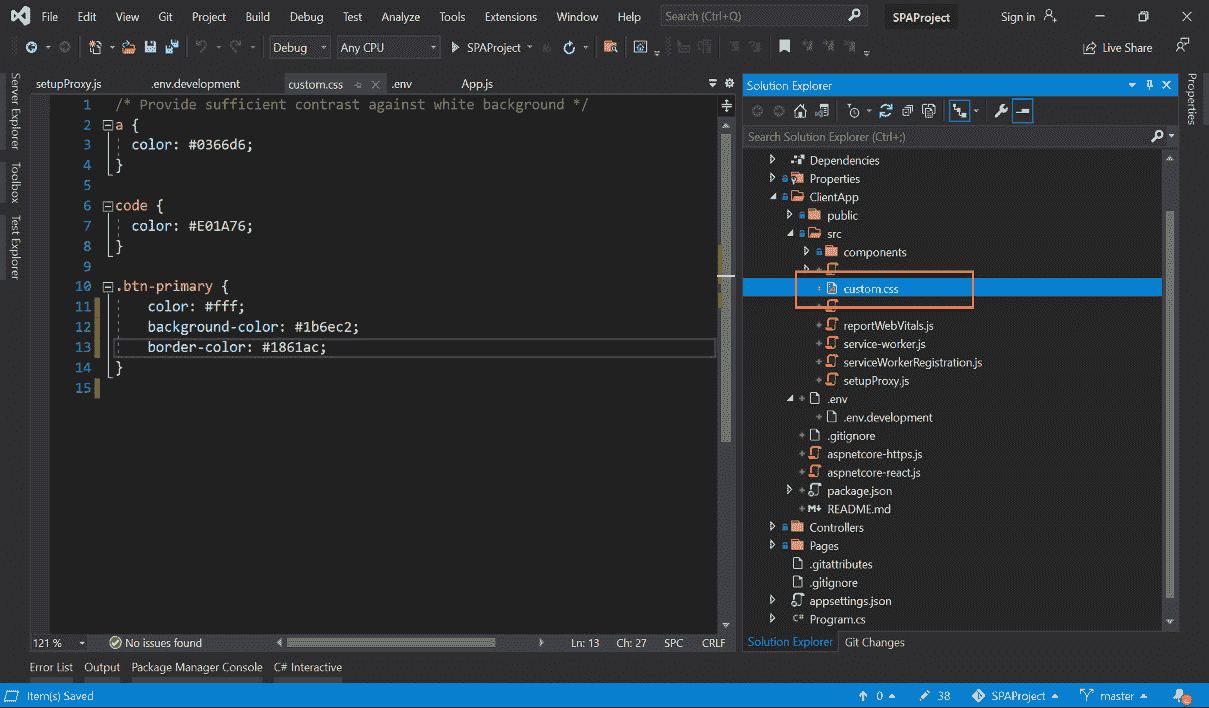 File Edit View Git Project Build Debug Test Analyze Tools Extensions Window Help Search (Ctrl+Q) SPAProject Sign in
Debug Any CPU SPAProject Live Share
setupProxy.js .env.development custom.css .env App.js
Server Explorer
Toolbox
Test Explorer
1 /* Provide sufficient contrast against white background */
2 a {
3 color: #0366d6;
4 }
5
6 code {
7 color: #E01A76;
8 }
9
10 .btn-primary {
11 color: #fff;
12 background-color: #1b6ec2;
13 border-color: #1861ac;
14 }
15
121 % No issues found Ln: 13 Ch: 27 SPC CRLF
Solution Explorer
Search Solution Explorer (Ctrl+;)
Dependencies
Properties
ClientApp
public
src
components
custom.css
reportWebVitals.js
service-worker.js
serviceWorkerRegistration.js
setupProxy.js
.env
.env.development
.gitignore
aspnetcore-https.js
aspnetcore-react.js
package.json
M README.md
Controllers
Pages
.gitattributes
.gitignore
appsettings.json
C# Program.cs
Solution Explorer Git Changes
Properties
Error List Output Package Manager Console C# Interactive
Item(s) Saved 0 38 SPAProject master